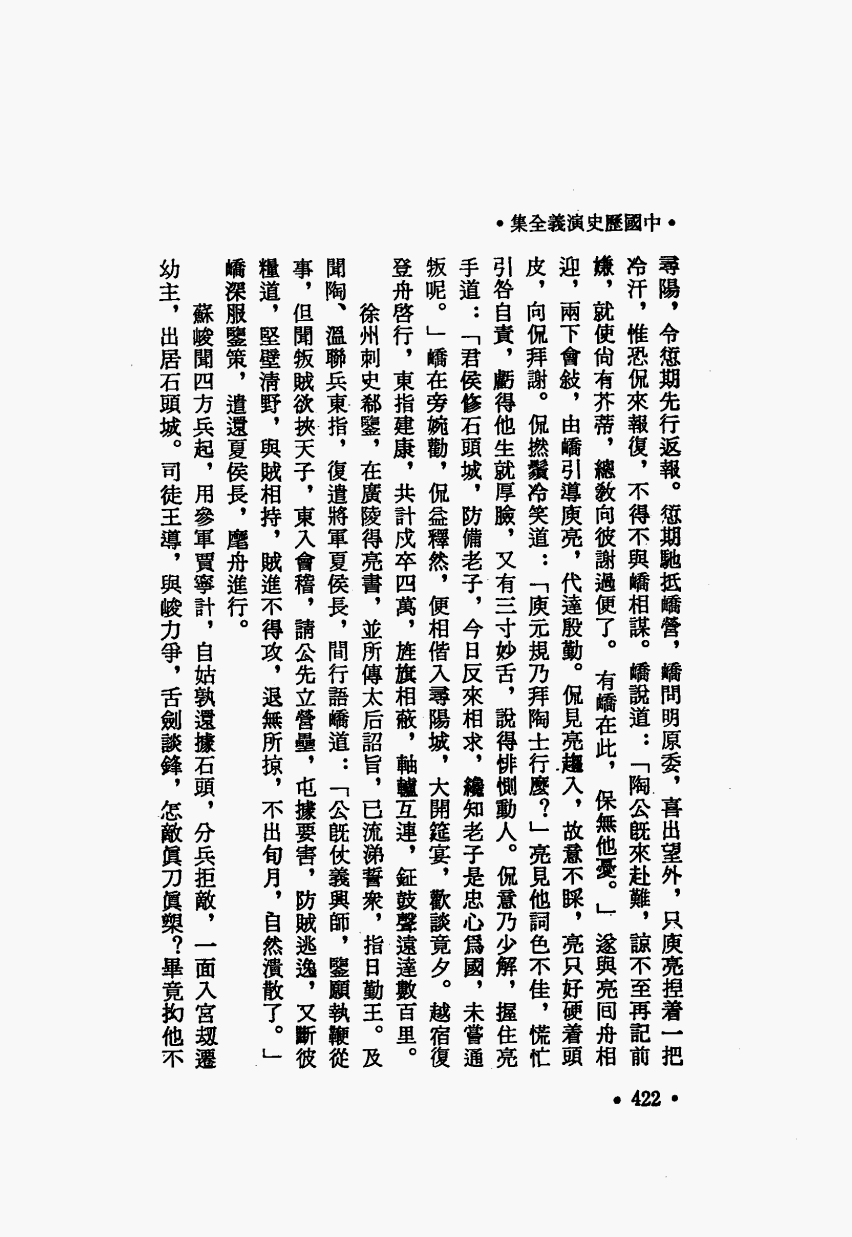 •中國歷史演義全集•
尋陽，令愆期先行返報。愆期馳抵嶠營，嶠問明原委，喜出望外，只庾亮捏着一把
冷汗，惟恐侃來報復，不得不與嶠相謀。嶠說道：「陶公旣來赴難，諒不至再記前
嫌，就使尙有芥蒂，總敎向彼謝過便了。有嶠在此，保無他憂。」遂與亮同舟相
迎，兩下會敍，由嶠引導庾亮，代達殷勤。侃見亮趨入，故意不睬，亮只好硬着頭
皮，向侃拜謝。侃撚鬚冷笑道：「庾元規乃拜陶士行麼？」亮見他詞色不佳，慌忙
引咎自責，虧得他生就厚臉，又有三寸妙舌，說得悱惻動人。侃意乃少解，握住亮
手道：「君侯修石頭城，防備老子，今日反來相求，纔知老子是忠心爲國，未嘗通
叛呢。」嶠在旁婉勸，侃益釋然，便相偕入尋陽城，大開筵宴，歡談竟夕。越宿復
登舟啓行，東指建康，共計戍卒四萬，旌旗相蔽，軸轤互連，鉦鼓聲遠達數百里。
徐州刺史郗鑒，在廣陵得亮書，並所傳太后詔旨，已流涕誓衆，指日勤王。及
聞陶、溫聯兵東指，復遣將軍夏侯長，間行語嶠道：「公旣仗義興師，鑒願執鞭從
事，但聞叛賊欲挾天子，東入會稽，請公先立營壘，屯據要害，防賊逃逸，又斷彼
糧道，堅壁淸野，與賊相持，賊進不得攻，退無所掠，不出旬月，自然潰散了。」
嶠深服鑒策，遣還夏侯長，麾舟進行。
蘇峻聞四方兵起，用參軍賈寧計，自姑孰還據石頭，分兵拒敵，一面入宮刼遷
幼主，出居石頭城。司徒王導，與峻力爭，舌劍談鋒，怎敵眞刀眞槊？畢竟拗他不
•422•